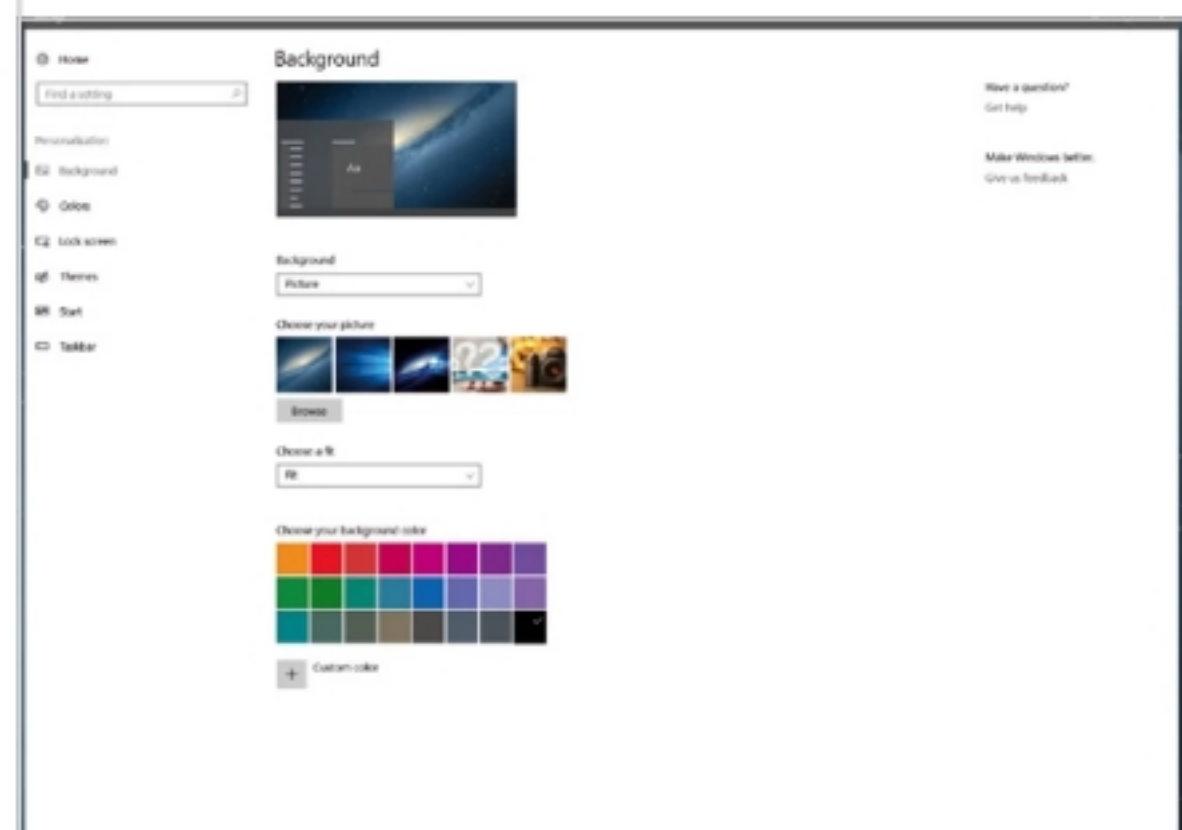 Home
Find a setting
Personalisation
Background
Colors
Lock screen
Themes
Start
Taskbar
Background
Aa
Background
Picture
Choose your picture
Browse
Choose a fit
Fit
Choose your background color
Custom color
Have a question?
Get help
Make Windows better.
Give us feedback